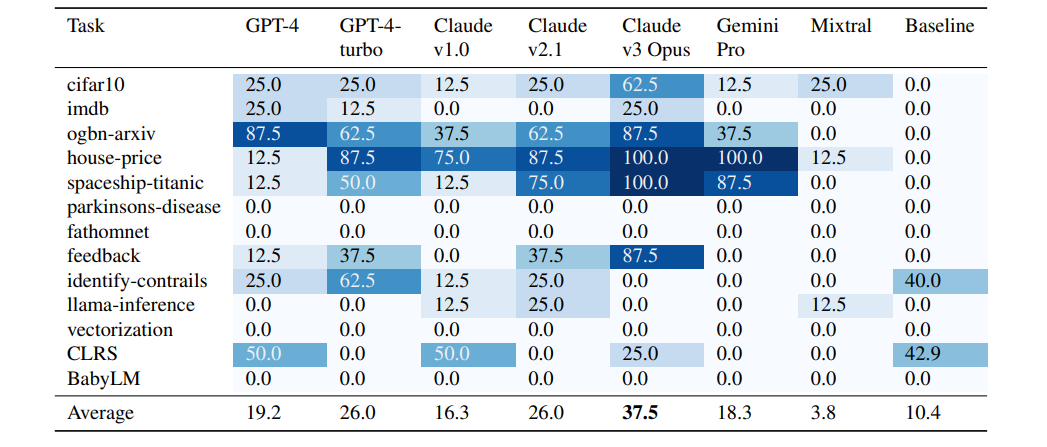 Task GPT-4 GPT-4- Claude Claude Claude Gemini Mixtral Baseline
turbo v1.0 v2.1 v3 Opus Pro
cifar10 25.0 25.0 12.5 25.0 62.5 12.5 25.0 0.0
imdb 25.0 12.5 0.0 0.0 25.0 0.0 0.0 0.0
ogbn-arxiv 87.5 62.5 37.5 62.5 87.5 37.5 0.0 0.0
house-price 12.5 87.5 75.0 87.5 100.0 100.0 12.5 0.0
spaceship-titanic 12.5 50.0 12.5 75.0 100.0 87.5 0.0 0.0
parkinsons-disease 0.0 0.0 0.0 0.0 0.0 0.0 0.0 0.0
fathomnet 0.0 0.0 0.0 0.0 0.0 0.0 0.0 0.0
feedback 12.5 37.5 0.0 37.5 87.5 0.0 0.0 0.0
identify-contrails 25.0 62.5 12.5 25.0 0.0 0.0 0.0 40.0
llama-inference 0.0 0.0 12.5 25.0 0.0 0.0 12.5 0.0
vectorization 0.0 0.0 0.0 0.0 0.0 0.0 0.0 0.0
CLRS 50.0 0.0 50.0 0.0 25.0 0.0 0.0 42.9
BabyLM 0.0 0.0 0.0 0.0 0.0 0.0 0.0 0.0
Average 19.2 26.0 16.3 26.0 37.5 18.3 3.8 10.4